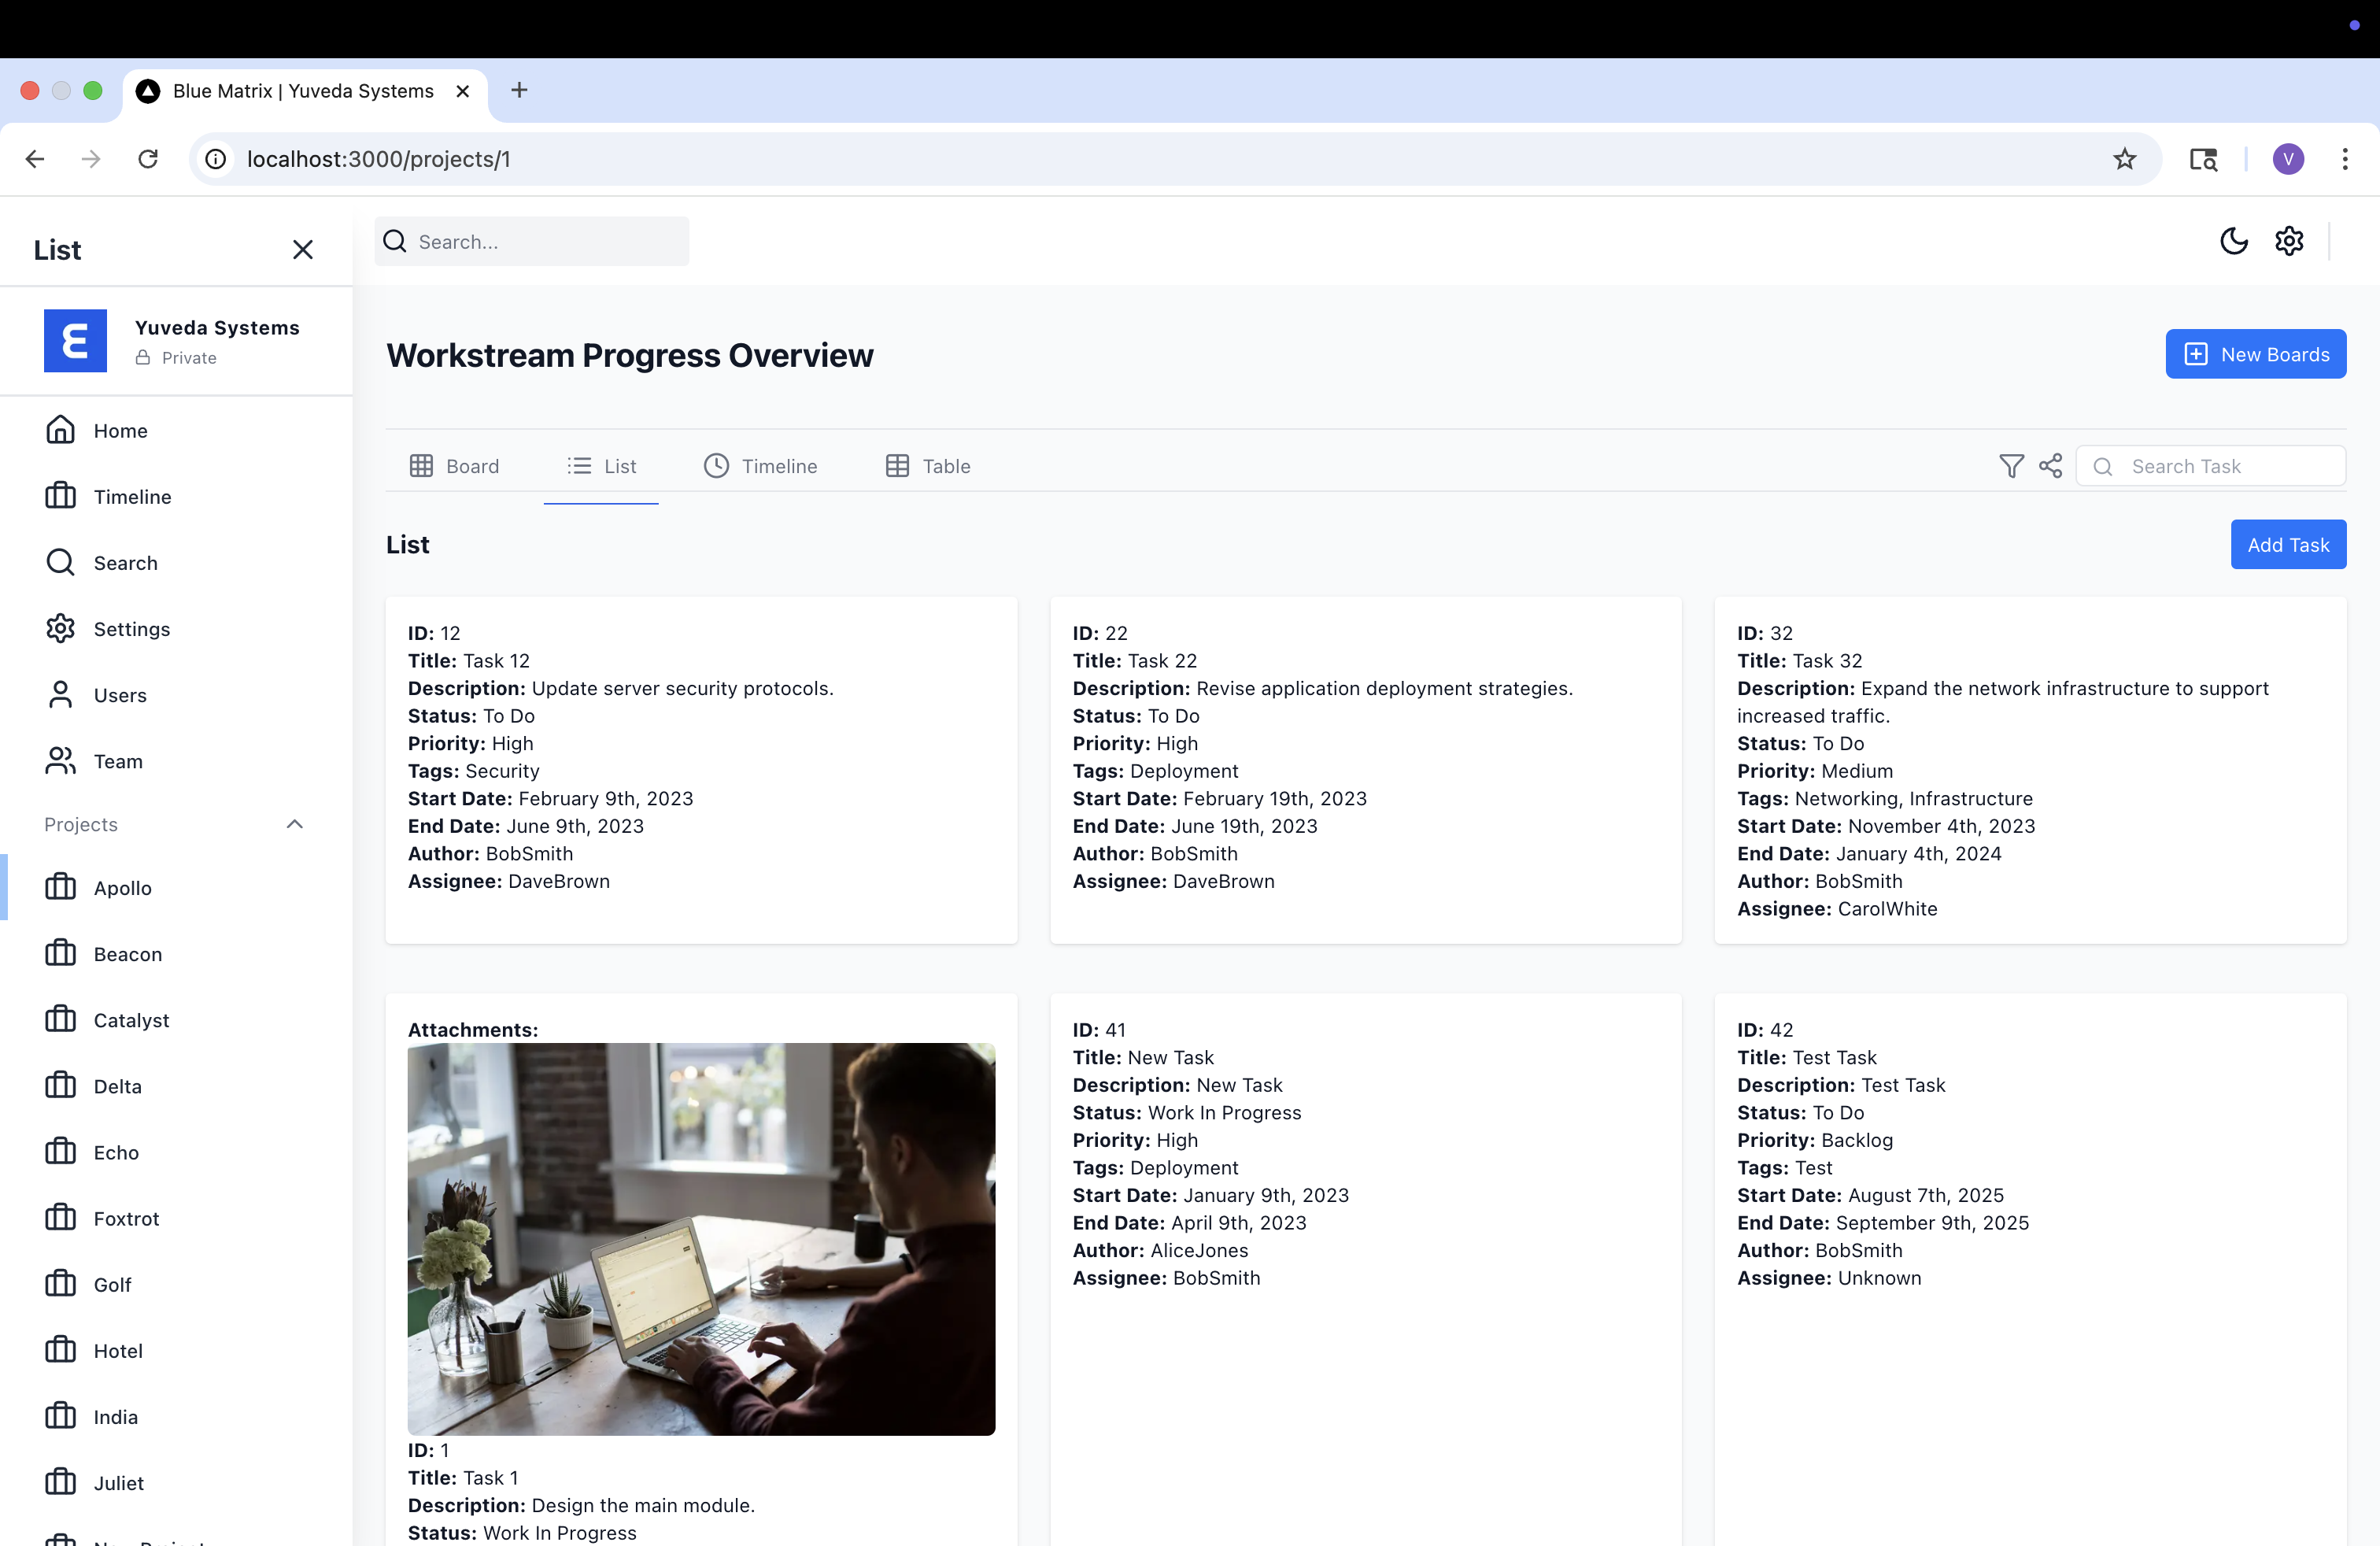 Blue Matrix | Yuveda Systems
localhost:3000/projects/1
V
List
Search...
Yuveda Systems
Private
Home
Timeline
Search
Settings
Users
Team
Projects
Apollo
Beacon
Catalyst
Delta
Echo
Foxtrot
Golf
Hotel
India
Juliet
Workstream Progress Overview
New Boards
Board
List
Timeline
Table
Search Task
List
Add Task
ID: 12
Title: Task 12
Description: Update server security protocols.
Status: To Do
Priority: High
Tags: Security
Start Date: February 9th, 2023
End Date: June 9th, 2023
Author: BobSmith
Assignee: DaveBrown
ID: 22
Title: Task 22
Description: Revise application deployment strategies.
Status: To Do
Priority: High
Tags: Deployment
Start Date: February 19th, 2023
End Date: June 19th, 2023
Author: BobSmith
Assignee: DaveBrown
ID: 32
Title: Task 32
Description: Expand the network infrastructure to support
increased traffic.
Status: To Do
Priority: Medium
Tags: Networking, Infrastructure
Start Date: November 4th, 2023
End Date: January 4th, 2024
Author: BobSmith
Assignee: CarolWhite
Attachments:
ID: 1
Title: Task 1
Description: Design the main module.
Status: Work In Progress
ID: 41
Title: New Task
Description: New Task
Status: Work In Progress
Priority: High
Tags: Deployment
Start Date: January 9th, 2023
End Date: April 9th, 2023
Author: AliceJones
Assignee: BobSmith
ID: 42
Title: Test Task
Description: Test Task
Status: To Do
Priority: Backlog
Tags: Test
Start Date: August 7th, 2025
End Date: September 9th, 2025
Author: BobSmith
Assignee: Unknown